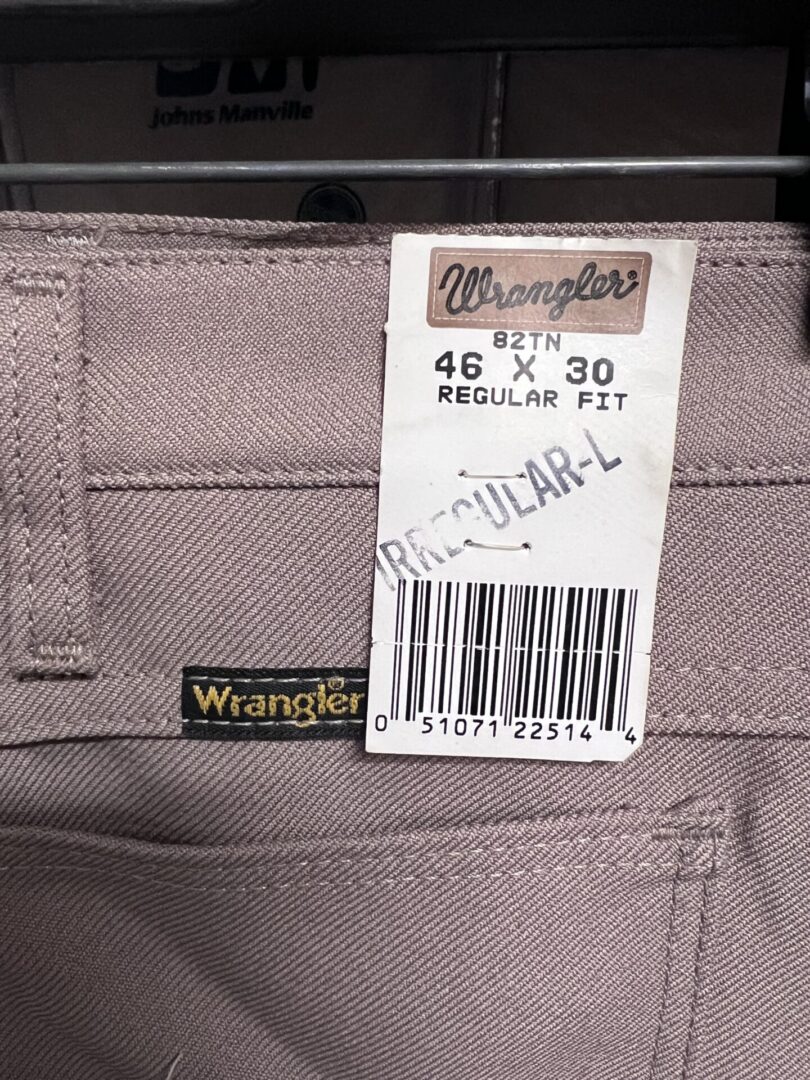 Johns Manville
Wrangler®
82TN
46 X 30
REGULAR FIT
IRREGULAR-L
Wrangler®
0 51071 22514 4